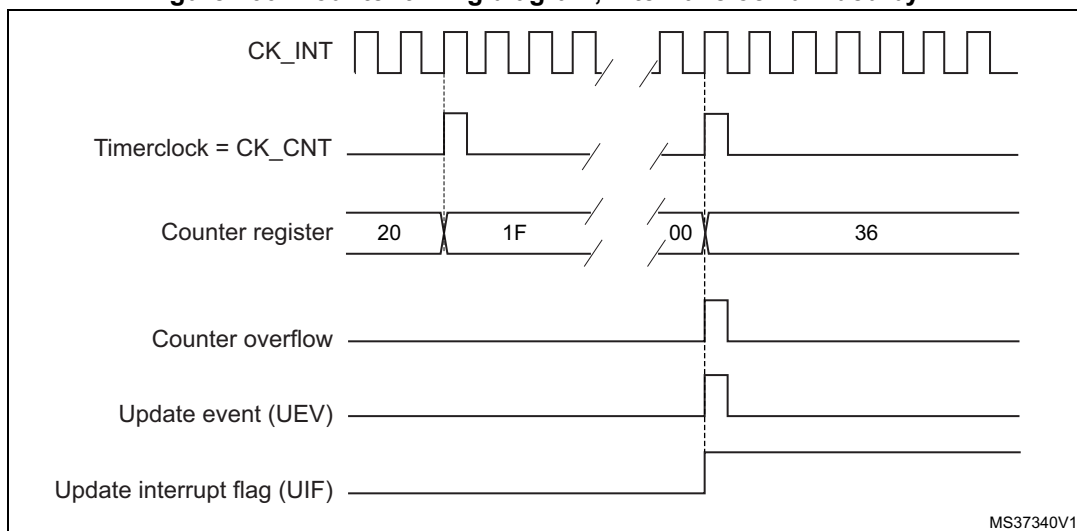 CK_INT
Timerclock = CK_CNT
Counter register 20 1F 00 36
Counter overflow
Update event (UEV)
Update interrupt flag (UIF)
MS37340V1